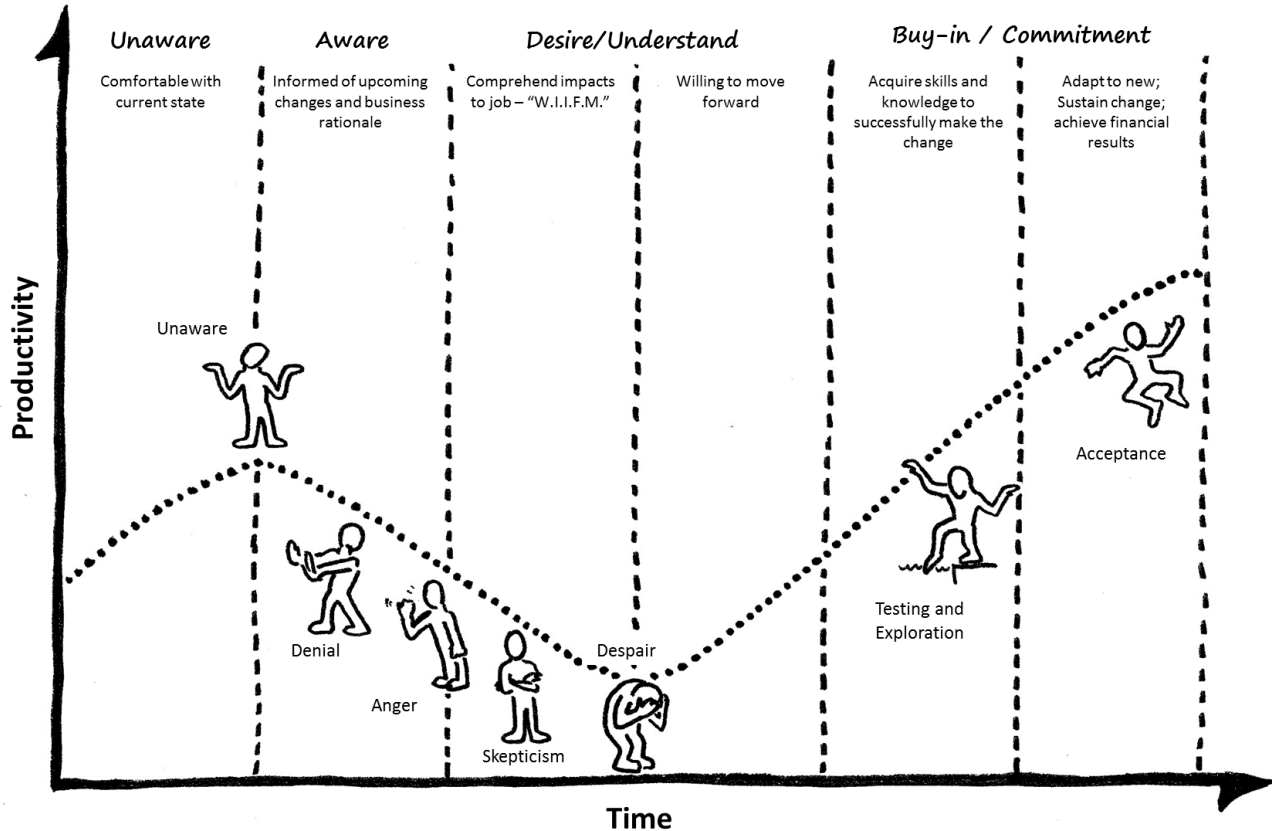 Unaware
Aware
Desire/Understand
Buy-in / Commitment
Comfortable with
current state
Informed of upcoming
changes and business
rationale
Comprehend impacts
to job – “W.I.I.F.M.”
Willing to move
forward
Acquire skills and
knowledge to
successfully make the
change
Adapt to new;
Sustain change;
achieve financial
results
Productivity
Unaware
Denial
Anger
Skepticism
Despair
Testing and
Exploration
Acceptance
Time